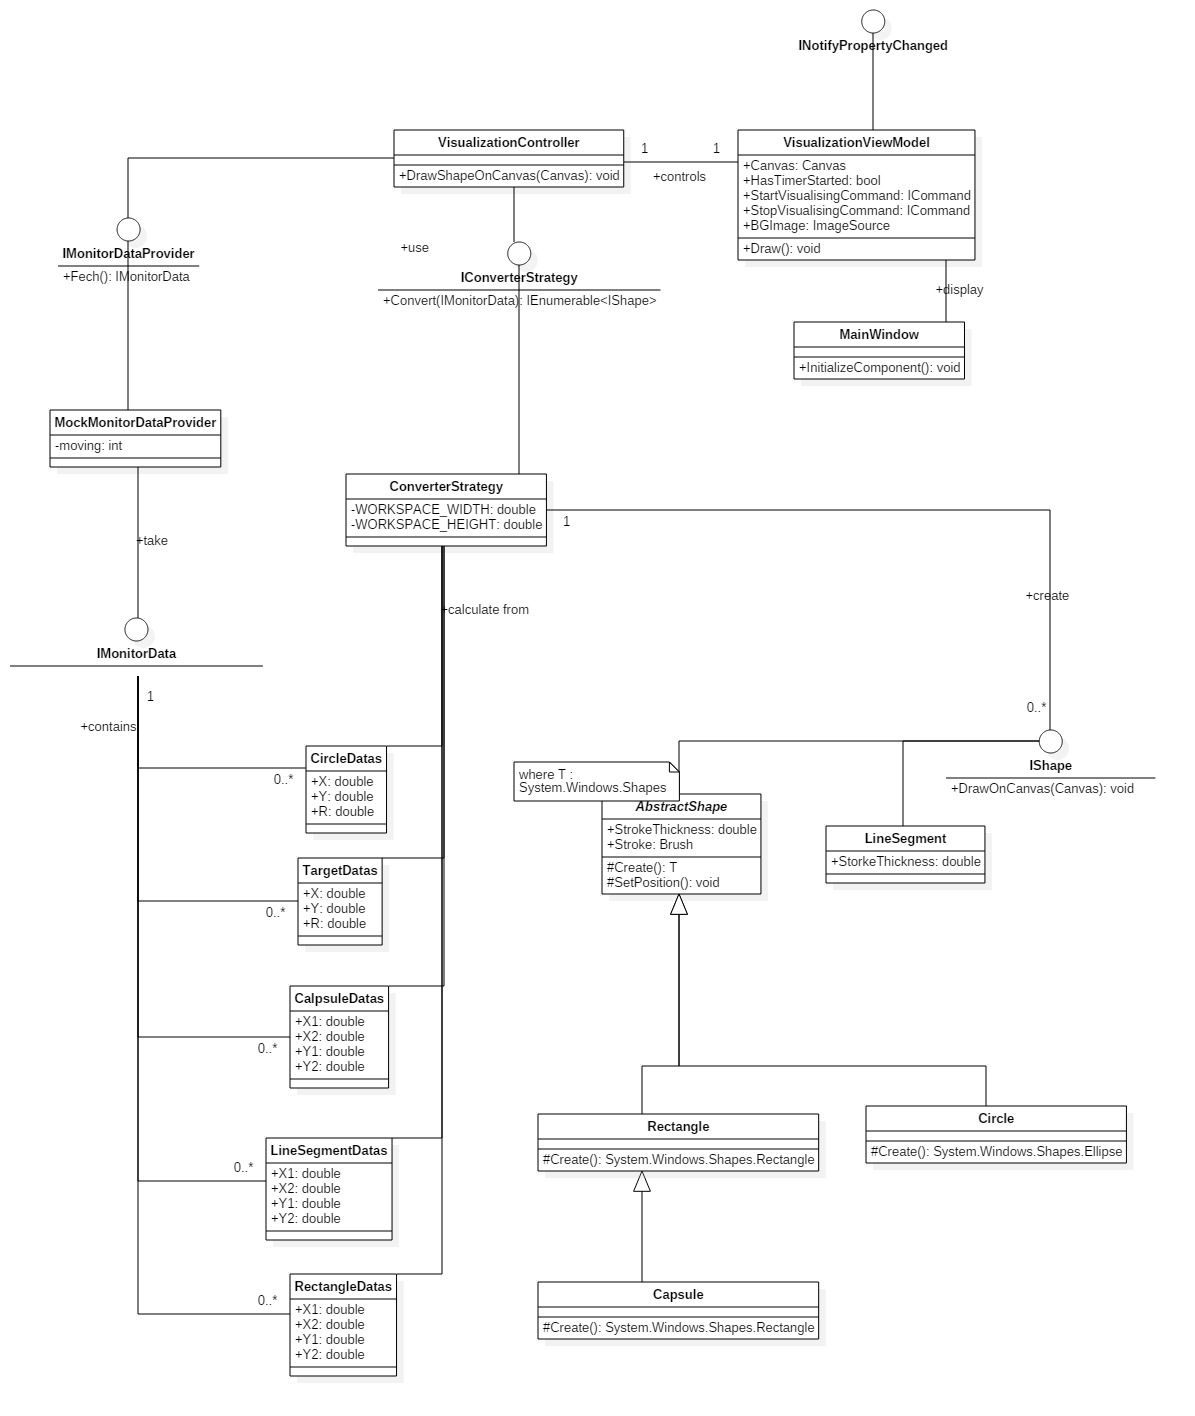 INotifyPropertyChanged
VisualizationController
+DrawShapeOnCanvas(Canvas): void
1
1
+controls
VisualizationViewModel
+Canvas: Canvas
+HasTimerStarted: bool
+StartVisualisingCommand: ICommand
+StopVisualisingCommand: ICommand
+BGImage: ImageSource
+Draw(): void
IMonitorDataProvider
+Fech(): IMonitorData
+use
IConverterStrategy
+Convert(IMonitorData): IEnumerable<IShape>
+display
MainWindow
+InitializeComponent(): void
MockMonitorDataProvider
-moving: int
ConverterStrategy
-WORKSPACE_WIDTH: double
-WORKSPACE_HEIGHT: double
1
+take
+calculate from
+create
IMonitorData
1
+contains
0..*
IShape
+DrawOnCanvas(Canvas): void
CircleDatas
+X: double
+Y: double
+R: double
0..*
where T :
System.Windows.Shapes
AbstractShape
+StrokeThickness: double
+Stroke: Brush
#Create(): T
#SetPosition(): void
LineSegment
+StorkeThickness: double
TargetDatas
+X: double
+Y: double
+R: double
0..*
CalpsuleDatas
+X1: double
+X2: double
+Y1: double
+Y2: double
0..*
Rectangle
#Create(): System.Windows.Shapes.Rectangle
Circle
#Create(): System.Windows.Shapes.Ellipse
LineSegmentDatas
+X1: double
+X2: double
+Y1: double
+Y2: double
0..*
RectangleDatas
+X1: double
+X2: double
+Y1: double
+Y2: double
0..*
Capsule
#Create(): System.Windows.Shapes.Rectangle